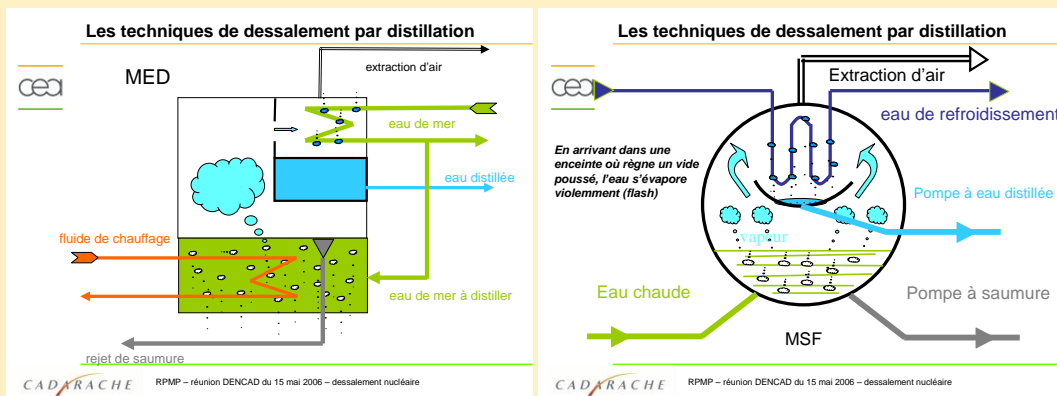 Les techniques de dessalement par distillation
cea
MED
extraction d'air
eau de mer
eau distillée
fluide de chauffage
eau de mer à distiller
rejet de saumure
CADARACHE
RPMP – réunion DENCAD du 15 mai 2006 – dessalement nucléaire
Les techniques de dessalement par distillation
cea
Extraction d'air
eau de refroidissement
En arrivant dans une
enceinte où règne un vide
poussé, l'eau s'évapore
violemment (flash)
Pompe à eau distillée
vapeur
Eau chaude
Pompe à saumure
MSF
CADARACHE
RPMP – réunion DENCAD du 15 mai 2006 – dessalement nucléaire